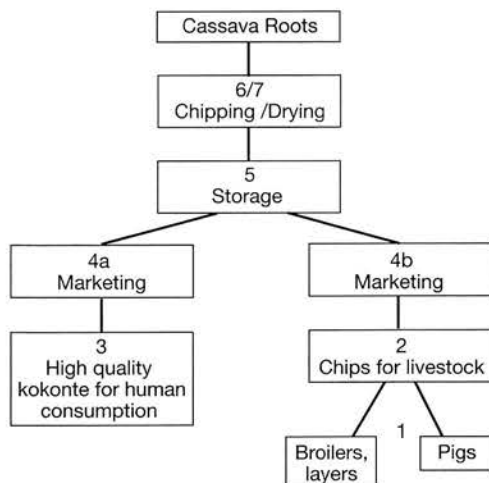 Cassava Roots
6/7
Chipping /Drying
5
Storage
4a
Marketing
4b
Marketing
3
High quality
kokonte for human
consumption
2
Chips for livestock
1
Broilers,
layers
Pigs